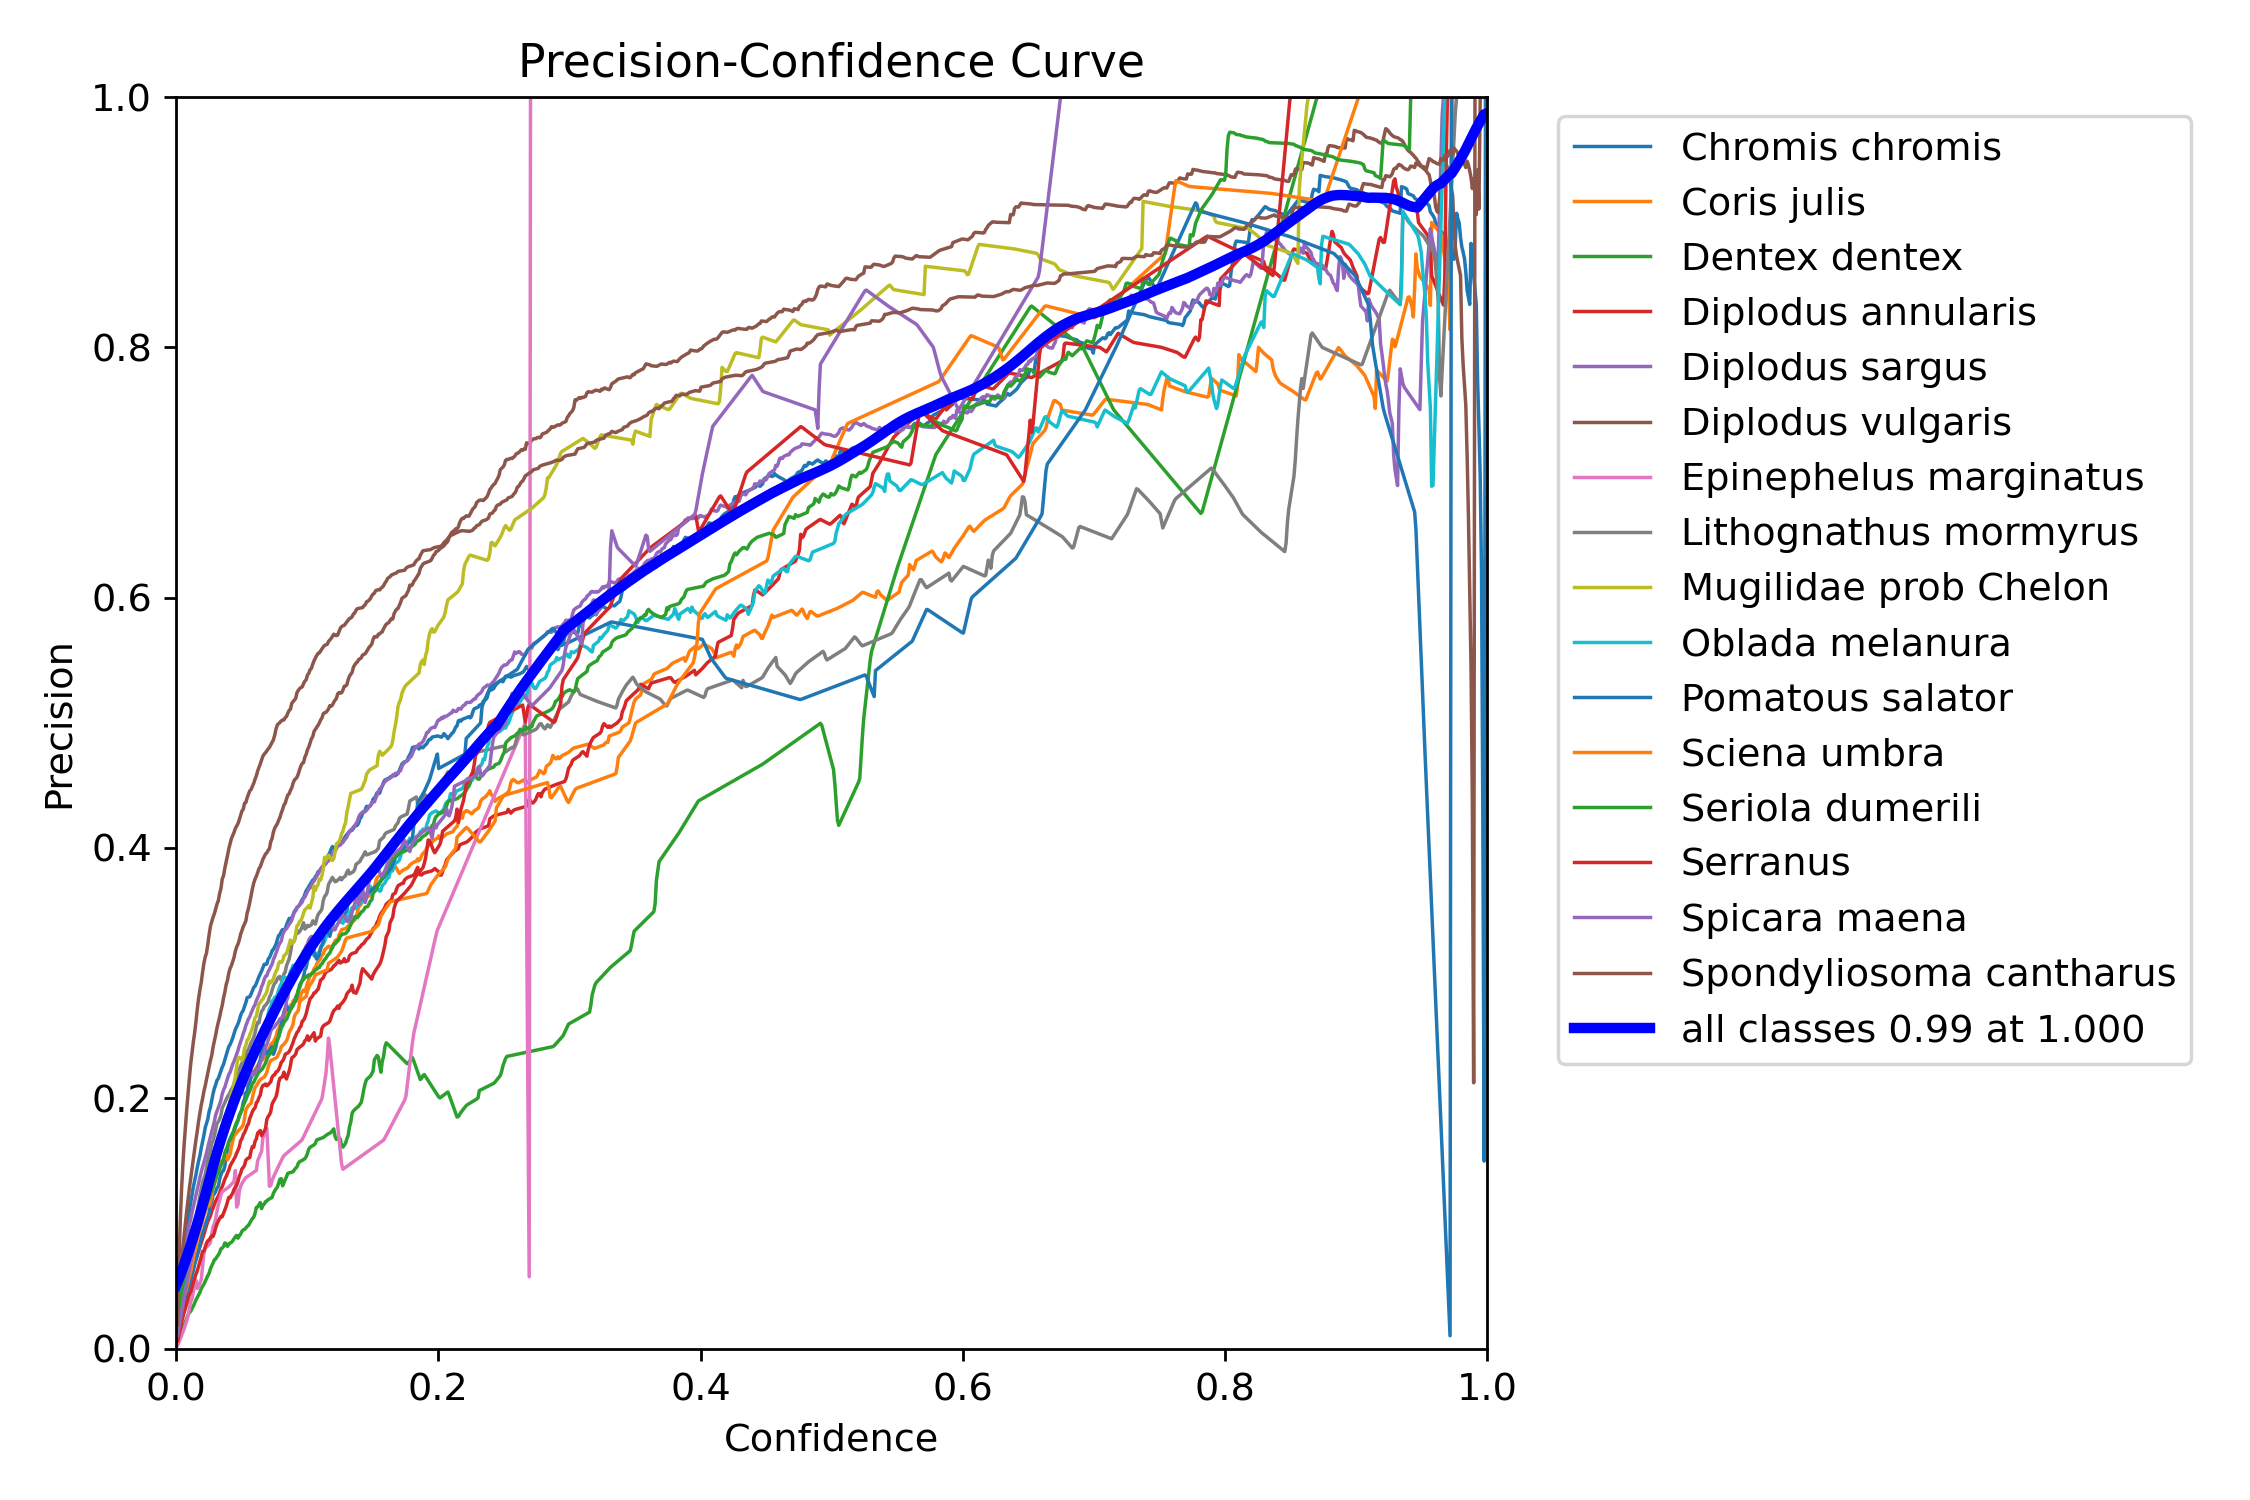 Precision-Confidence Curve
1.0
0.8
0.6
0.4
0.2
0.0
Precision
0.0 0.2 0.4 0.6 0.8 1.0
Confidence
Chromis chromis
Coris julis
Dentex dentex
Diplodus annularis
Diplodus sargus
Diplodus vulgaris
Epinephelus marginatus
Lithognathus mormyrus
Mugilidae prob Chelon
Oblada melanura
Pomatous salator
Sciena umbra
Seriola dumerili
Serranus
Spicara maena
Spondyliosoma cantharus
all classes 0.99 at 1.000